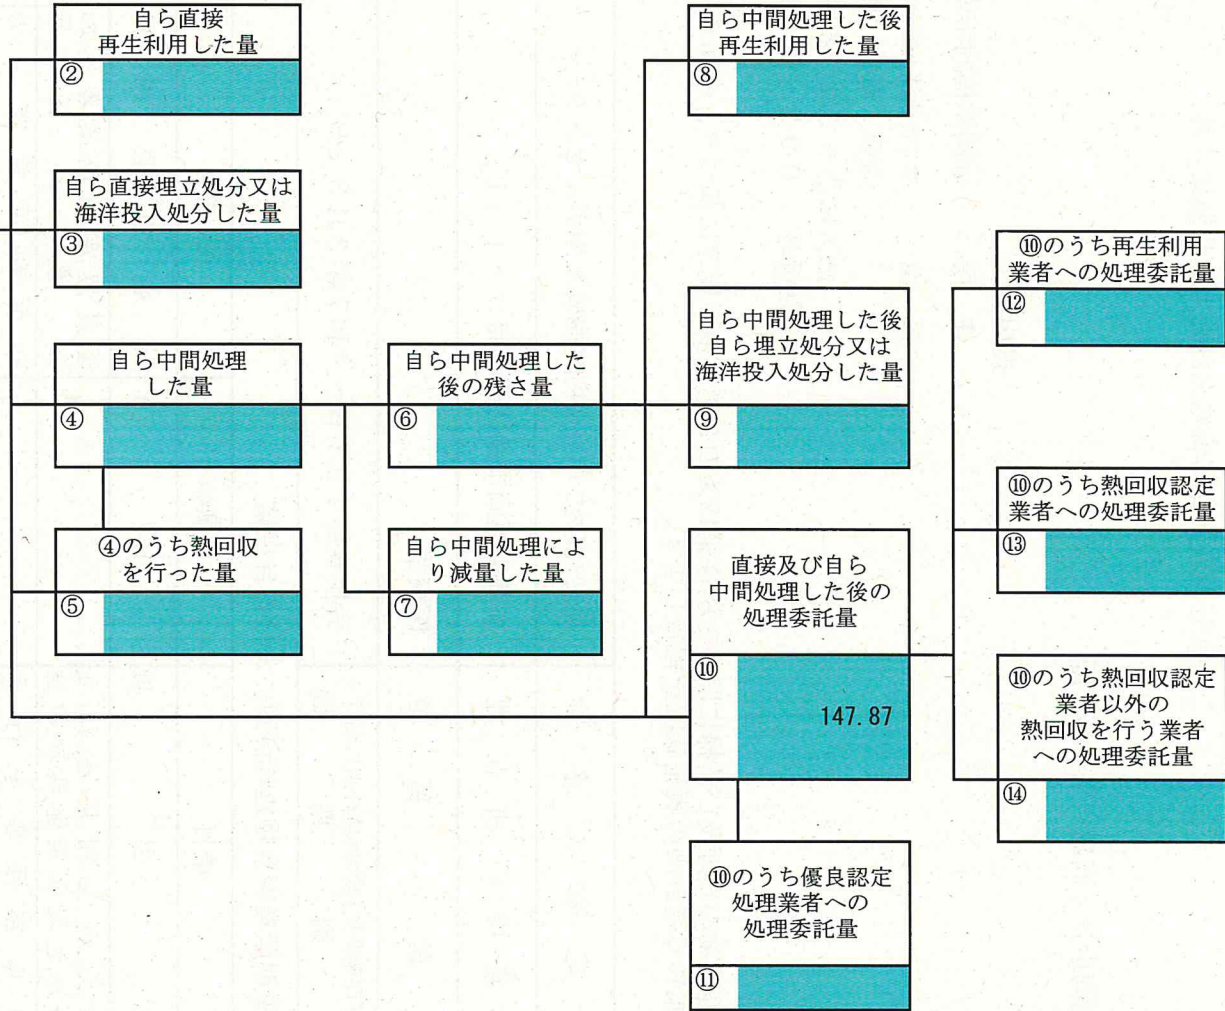 自ら直接
再生利用した量
②
自ら直接埋立処分又は
海洋投入処分した量
③
自ら中間処理
した量
④
④のうち熱回収
を行った量
⑤
自ら中間処理した
後の残さ量
⑥
自ら中間処理によ
り減量した量
⑦
自ら中間処理した後
再生利用した量
⑧
自ら中間処理した後
自ら埋立処分又は
海洋投入処分した量
⑨
直接及び自ら
中間処理した後の
処理委託量
⑩
147.87
⑩のうち優良認定
処理業者への
処理委託量
⑪
⑩のうち再生利用
業者への処理委託量
⑫
⑩のうち熱回収認定
業者への処理委託量
⑬
⑩のうち熱回収認定
業者以外の
熱回収を行う業者
への処理委託量
⑭